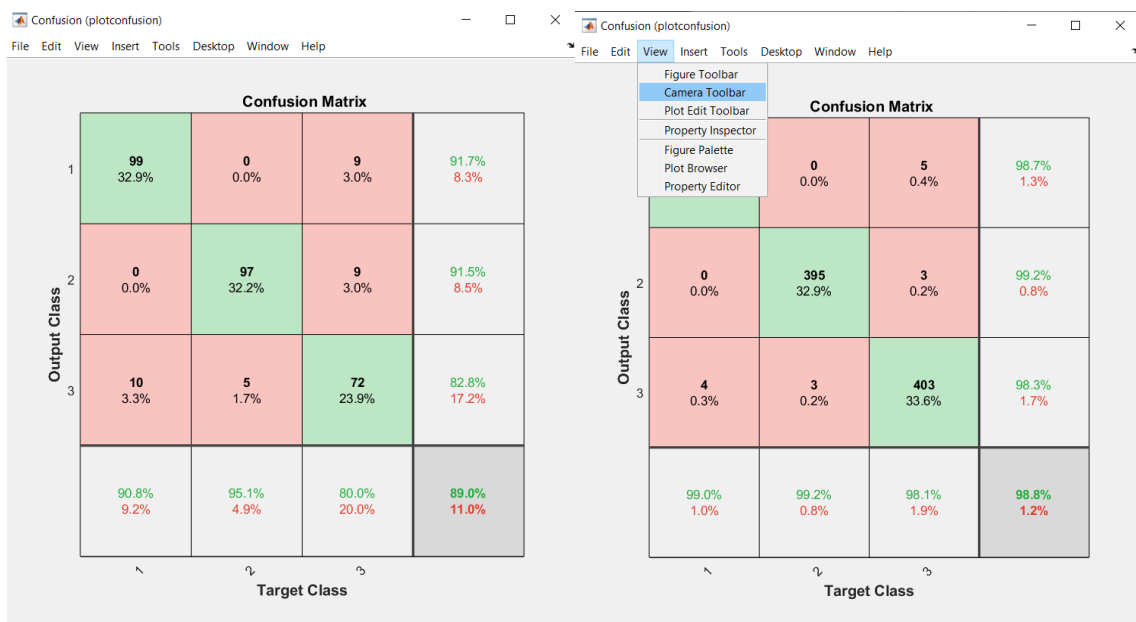 Confusion (plotconfusion)
File Edit View Insert Tools Desktop Window Help
Confusion Matrix
Output Class
1
99 0 9 91.7%
32.9% 0.0% 3.0% 8.3%
2
0 97 9 91.5%
0.0% 32.2% 3.0% 8.5%
3
10 5 72 82.8%
3.3% 1.7% 23.9% 17.2%
90.8% 95.1% 80.0% 89.0%
9.2% 4.9% 20.0% 11.0%
1 2 3
Target Class
Confusion (plotconfusion)
File Edit View Insert Tools Desktop Window Help
Figure Toolbar
Camera Toolbar
Plot Edit Toolbar
Property Inspector
Figure Palette
Plot Browser
Property Editor
Confusion Matrix
Output Class
0 5 98.7%
0.0% 0.4% 1.3%
2
0 395 3 99.2%
0.0% 32.9% 0.2% 0.8%
3
4 3 403 98.3%
0.3% 0.2% 33.6% 1.7%
99.0% 99.2% 98.1% 98.8%
1.0% 0.8% 1.9% 1.2%
1 2 3
Target Class